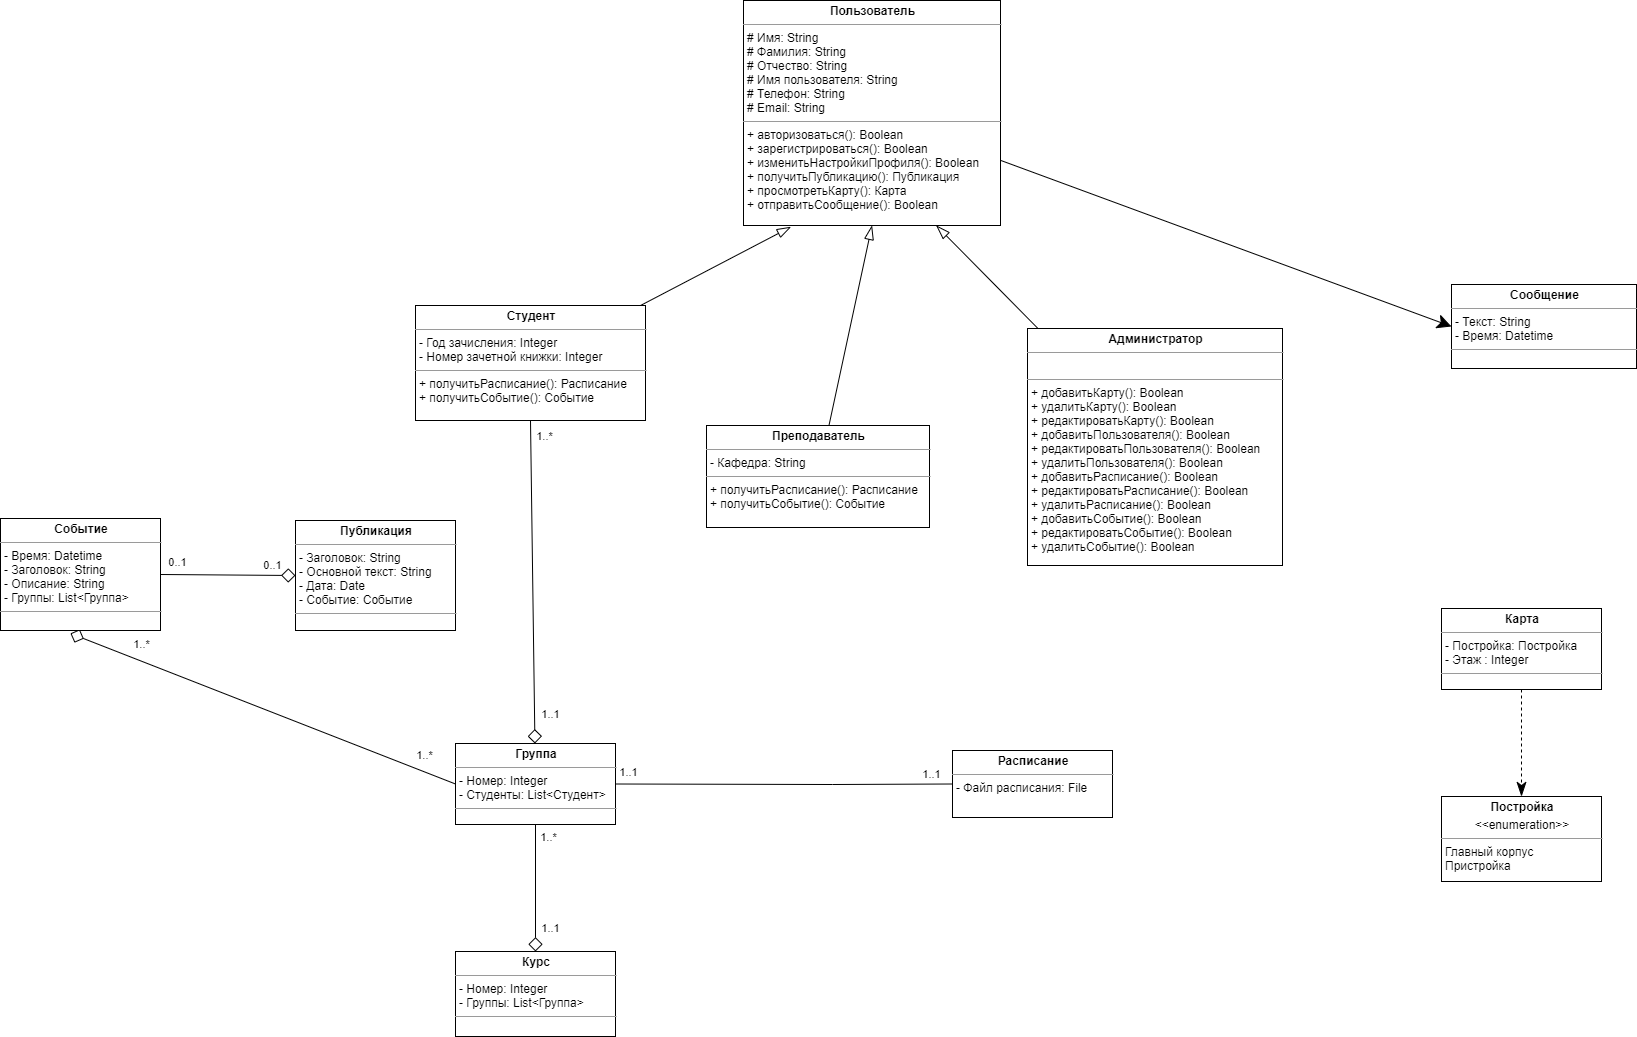 Пользователь
# Имя: String
# Фамилия: String
# Отчество: String
# Имя пользователя: String
# Телефон: String
# Email: String
+ авторизоваться(): Boolean
+ зарегистрироваться(): Boolean
+ изменитьНастройкиПрофиля(): Boolean
+ получитьПубликацию(): Публикация
+ просмотретьКарту(): Карта
+ отправитьСообщение(): Boolean
Студент
- Год зачисления: Integer
- Номер зачетной книжки: Integer
+ получитьРасписание(): Расписание
+ получитьСобытие(): Событие
1..*
Преподаватель
- Кафедра: String
+ получитьРасписание(): Расписание
+ получитьСобытие(): Событие
Администратор
+ добавитьКарту(): Boolean
+ удалитьКарту(): Boolean
+ редактироватьКарту(): Boolean
+ добавитьПользователя(): Boolean
+ редактироватьПользователя(): Boolean
+ удалитьПользователя(): Boolean
+ добавитьРасписание(): Boolean
+ редактироватьРасписание(): Boolean
+ удалитьРасписание(): Boolean
+ добавитьСобытие(): Boolean
+ редактироватьСобытие(): Boolean
+ удалитьСобытие(): Boolean
Сообщение
- Текст: String
- Время: Datetime
Событие
- Время: Datetime
- Заголовок: String
- Описание: String
- Группы: List<Группа>
0..1
0..1
Публикация
- Заголовок: String
- Основной текст: String
- Дата: Date
- Событие: Событие
1..*
1..*
1..1
Группа
- Номер: Integer
- Студенты: List<Студент>
1..1
1..1
Расписание
- Файл расписания: File
1..*
1..1
Курс
- Номер: Integer
- Группы: List<Группа>
Карта
- Постройка: Постройка
- Этаж : Integer
Постройка
<<enumeration>>
Главный корпус
Пристройка